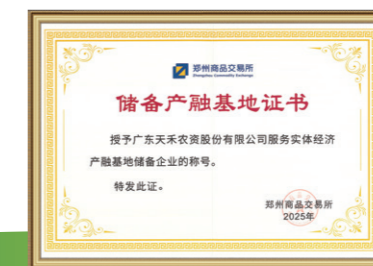 郑州商品交易所
Zhengzhou Commodity Exchange
储备产融基地证书
授予广东天禾农资股份有限公司服务实体经济
产融基地储备企业的称号。
特发此证。
郑州商品交易所
2025年